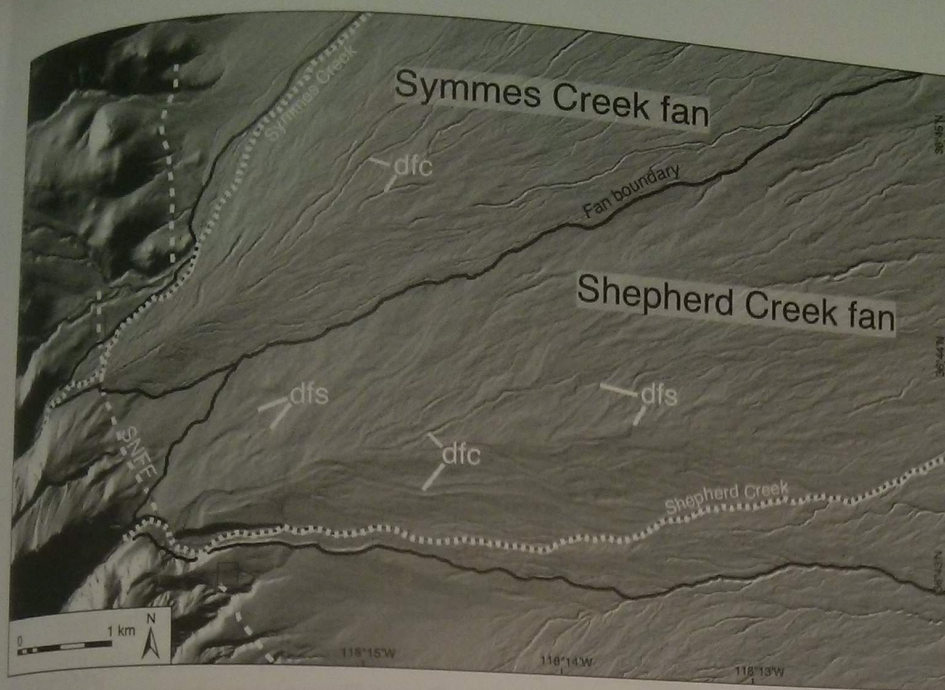 Symmes Creek fan
Symmes Creek
dfc
Fan boundary
Shepherd Creek fan
dfs
dfs
dfc
SNFF
Shepherd Creek
0
1 km
N
118°15'W
118°14'W
118°13'W